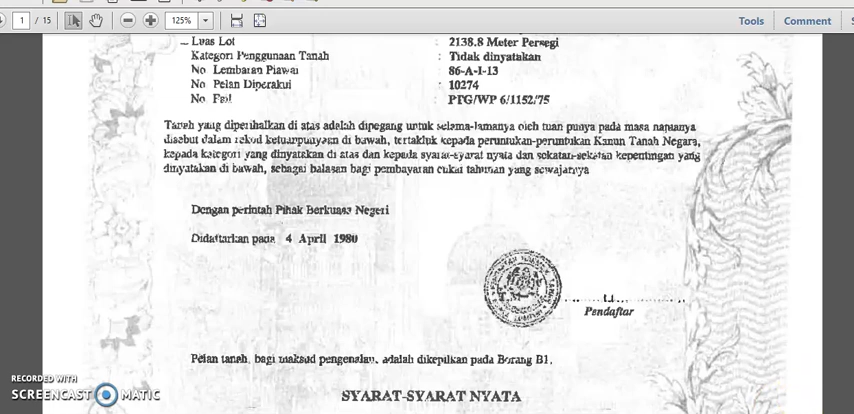 1 / 15
125%
Tools
Comment
Luas Lot : 2138.8 Meter Persegi
Kategori Penggunaan Tanah : Tidak dinyatakan
No Lembaran Piawai : 86-A-I-13
No Pelan Diperakui : 10274
No Fail : PTG/WP 6/1152/75
Tanah yang diperihalkan di atas adalah dipegang untuk selama-lamanya oleh tuan punya pada masa namanya
disebut dalam rekod ketuanpunyaan di bawah, tertakluk kepada peruntukan-peruntukan Kanun Tanah Negara,
kepada kategori yang dinyatakan di atas dan kepada syarat-syarat nyata dan sekatan-sekatan kepentingan yang
dinyatakan di bawah, sebagai balasan bagi pembayaran cukai tahunan yang sewajarnya
Dengan perintah Pihak Berkuasa Negeri
Didaftarkan pada 4 April 1980
Pendaftar
Pelan tanah, bagi maksud pengenalan, adalah dikepilkan pada Borang B1.
RECORDED WITH
SCREENCAST MATIC
SYARAT-SYARAT NYATA